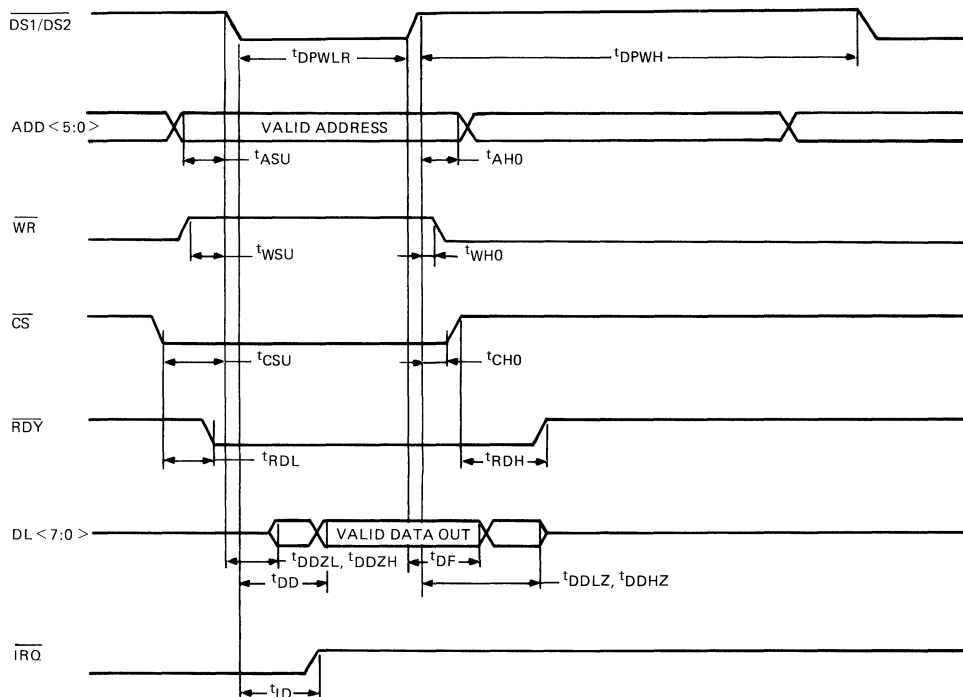 DS1/DS2
tDPWLR
tDPWH
ADD <5:0>
VALID ADDRESS
tASU
tAH0
WR
tWSU
tWH0
CS
tCSU
tCH0
RDY
tRDL
tRDH
DL <7:0>
VALID DATA OUT
tDDZL, tDDZH
tDF
tDD
tDDLZ, tDDHZ
IRQ
tID